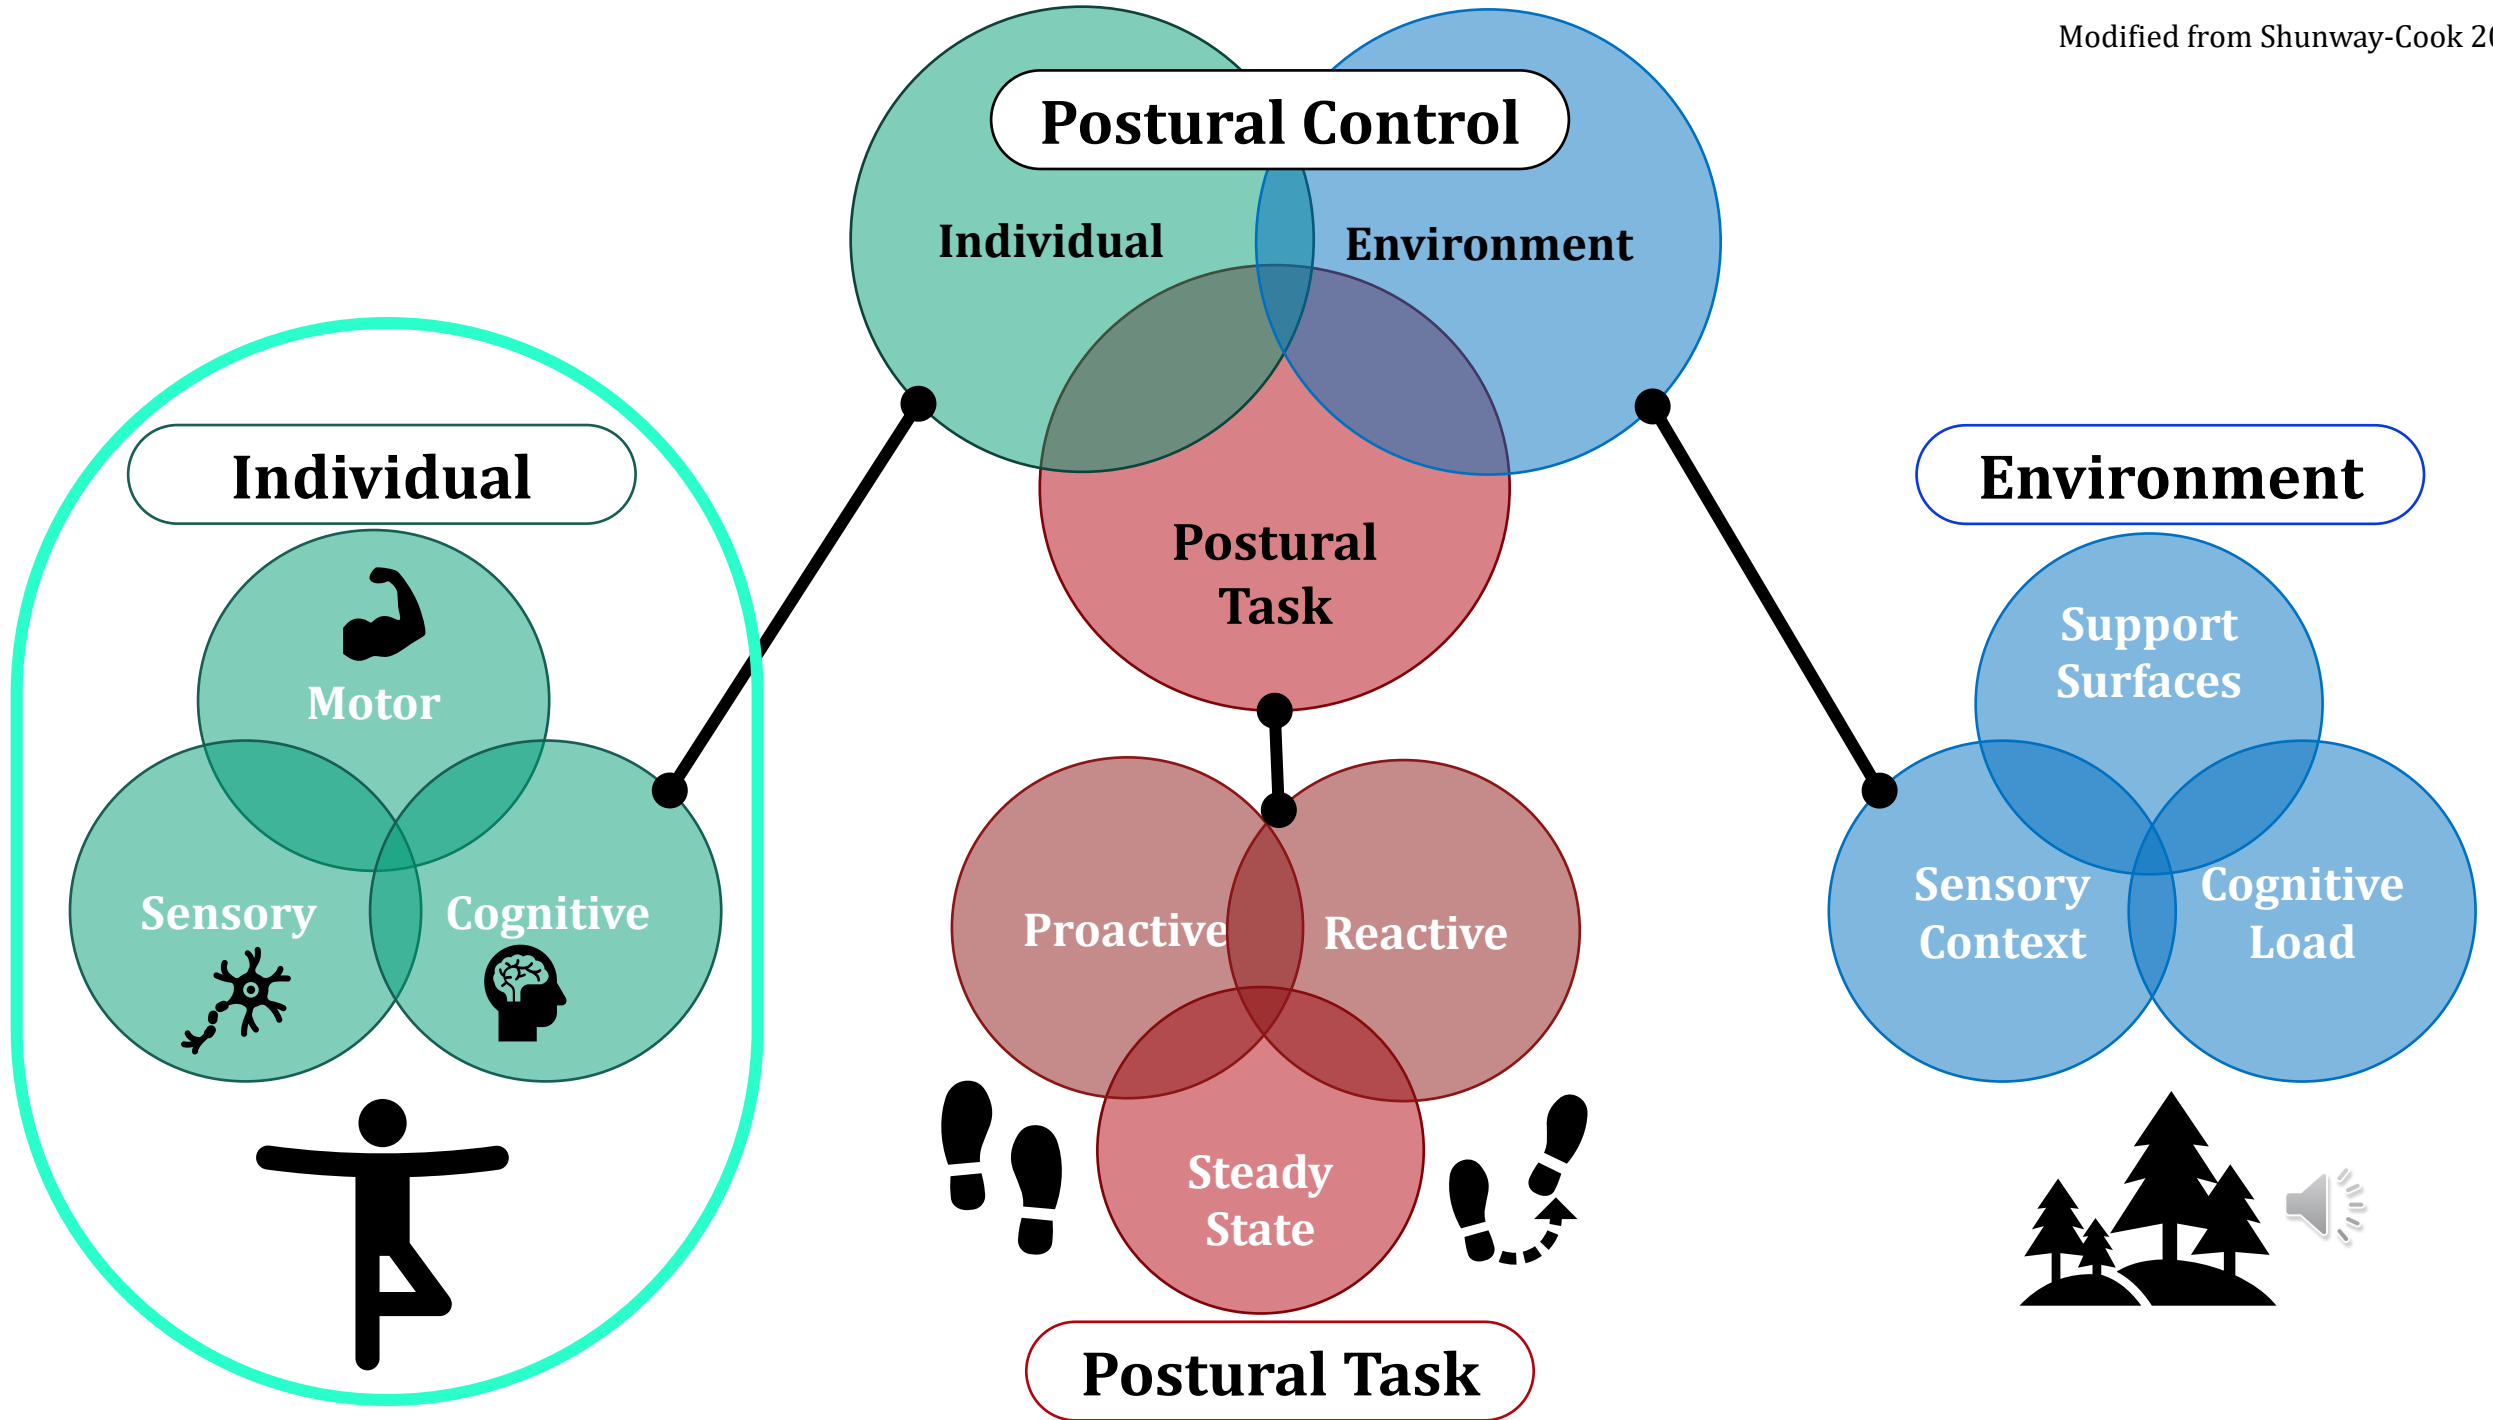 Modified from Shunway-Cook
Postural Control
Individual
Environment
Postural
Task
Individual
Motor
Sensory
Cognitive
Proactive
Reactive
Steady
State
Postural Task
Environment
Support
Surfaces
Sensory
Context
Cognitive
Load